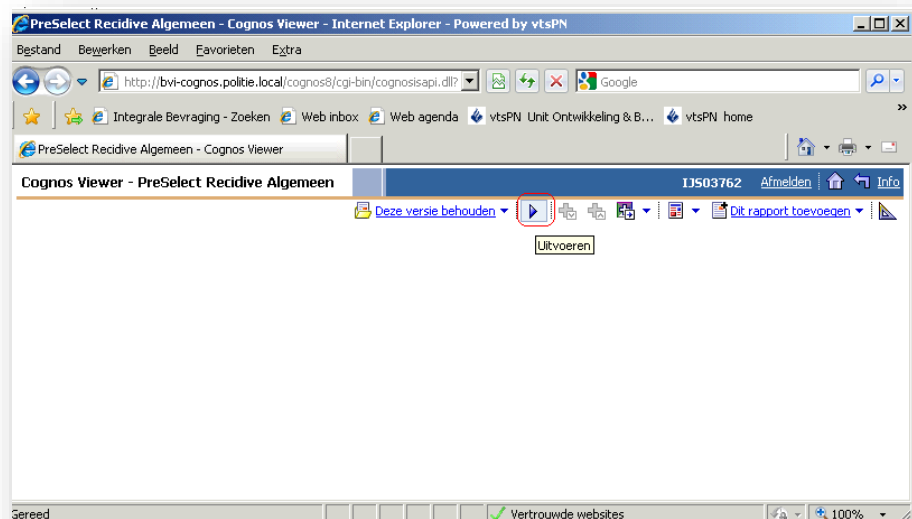 PreSelect Recidive Algemeen - Cognos Viewer - Internet Explorer - Powered by vtsPN
Bestand Bewerken Beeld Favorieten Extra
http://bvi-cognos.politie.local/cognos8/cgi-bin/cognosisapi.dll? Google
Integrale Bevraging - Zoeken Web inbox Web agenda vtsPN Unit Ontwikkeling & B... vtsPN home »
PreSelect Recidive Algemeen - Cognos Viewer
Cognos Viewer - PreSelect Recidive Algemeen IJS03762 Afmelden Info
Deze versie behouden Dit rapport toevoegen
Uitvoeren
Gereed Vertrouwde websites 100%